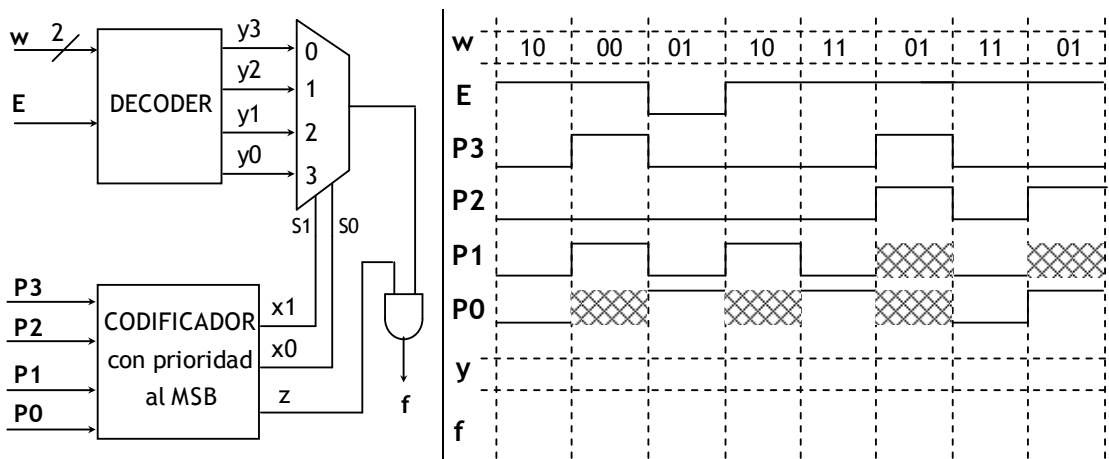 w 2
E
DECODER
y3
y2
y1
y0
0
1
2
3
S1 S0
P3
P2
P1
P0
CODIFICADOR
con prioridad
al MSB
x1
x0
z
f
w 10 00 01 10 11 01 11 01
E
P3
P2
P1
P0
y
f